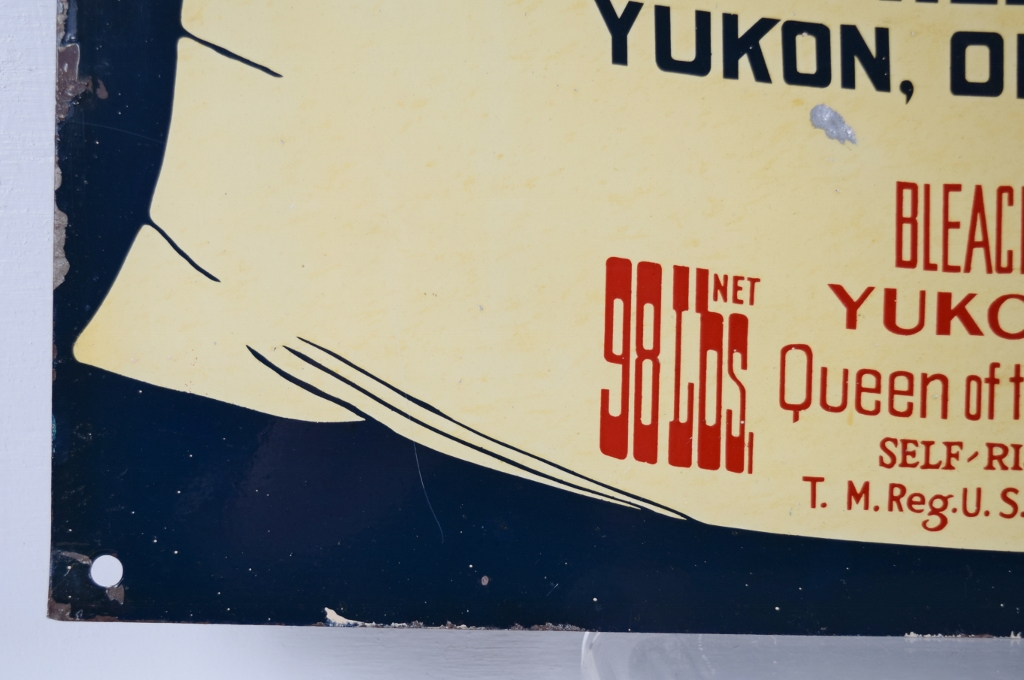 YUKON, O
BLEAC
NET
98 Lbs.
YUKO
Queen of t
SELF-RI
T. M. Reg. U. S.